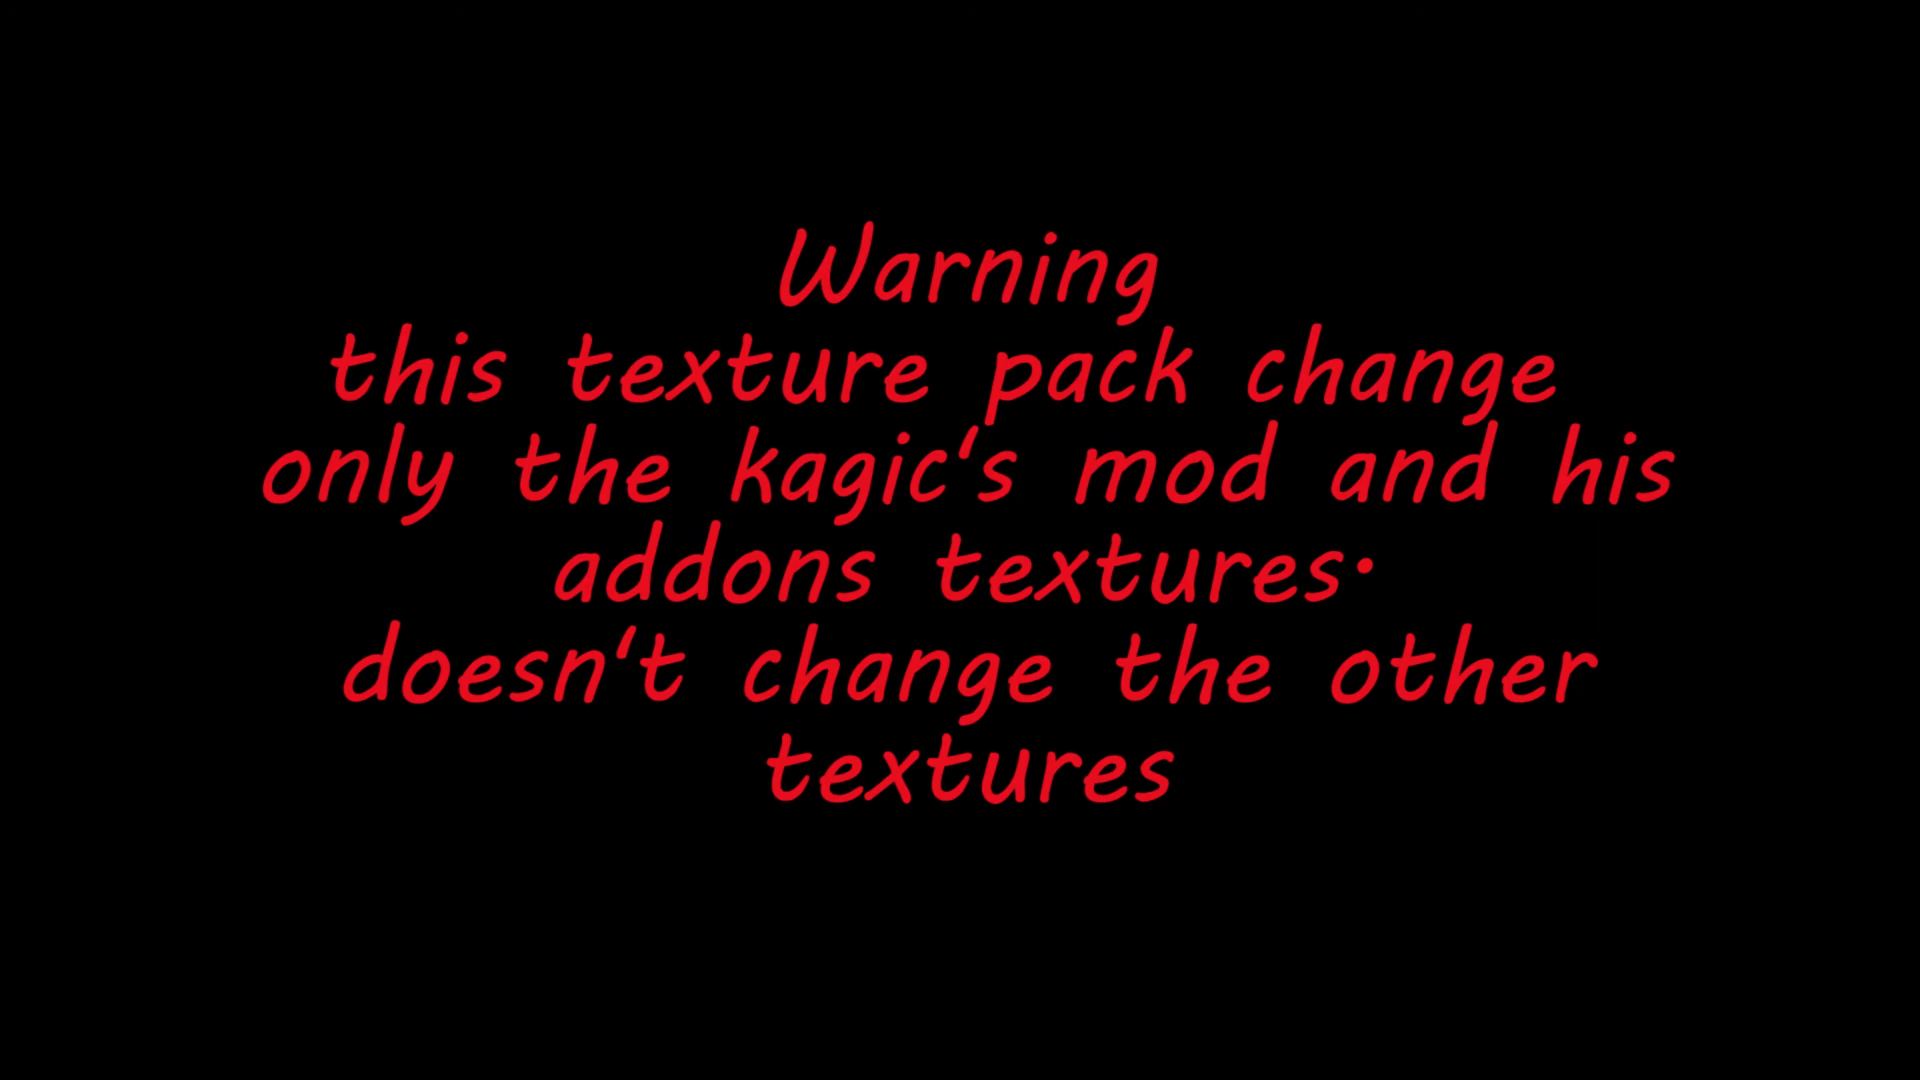 Warning
this texture pack change
only the kagic's mod and his
addons textures.
doesn't change the other
textures